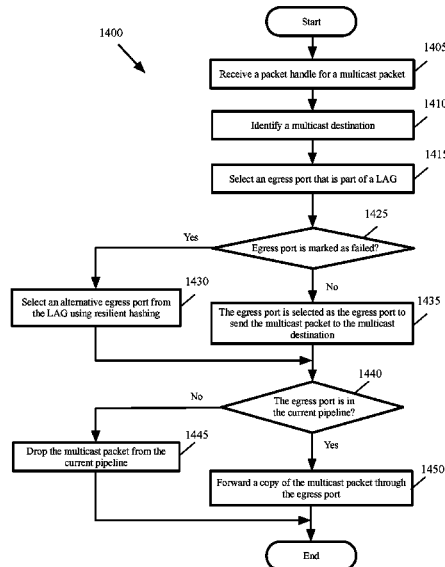 Start
1400
1405
Receive a packet handle for a multicast packet
1410
Identify a multicast destination
1415
Select an egress port that is part of a LAG
1425
Yes
Egress port is marked as failed?
1430
No
Select an alternative egress port from
the LAG using resilient hashing
1435
The egress port is selected as the egress port to
send the multicast packet to the multicast
destination
1440
No
The egress port is in
the current pipeline?
1445
Yes
Drop the multicast packet from the
current pipeline
1450
Forward a copy of the multicast packet through
the egress port
End